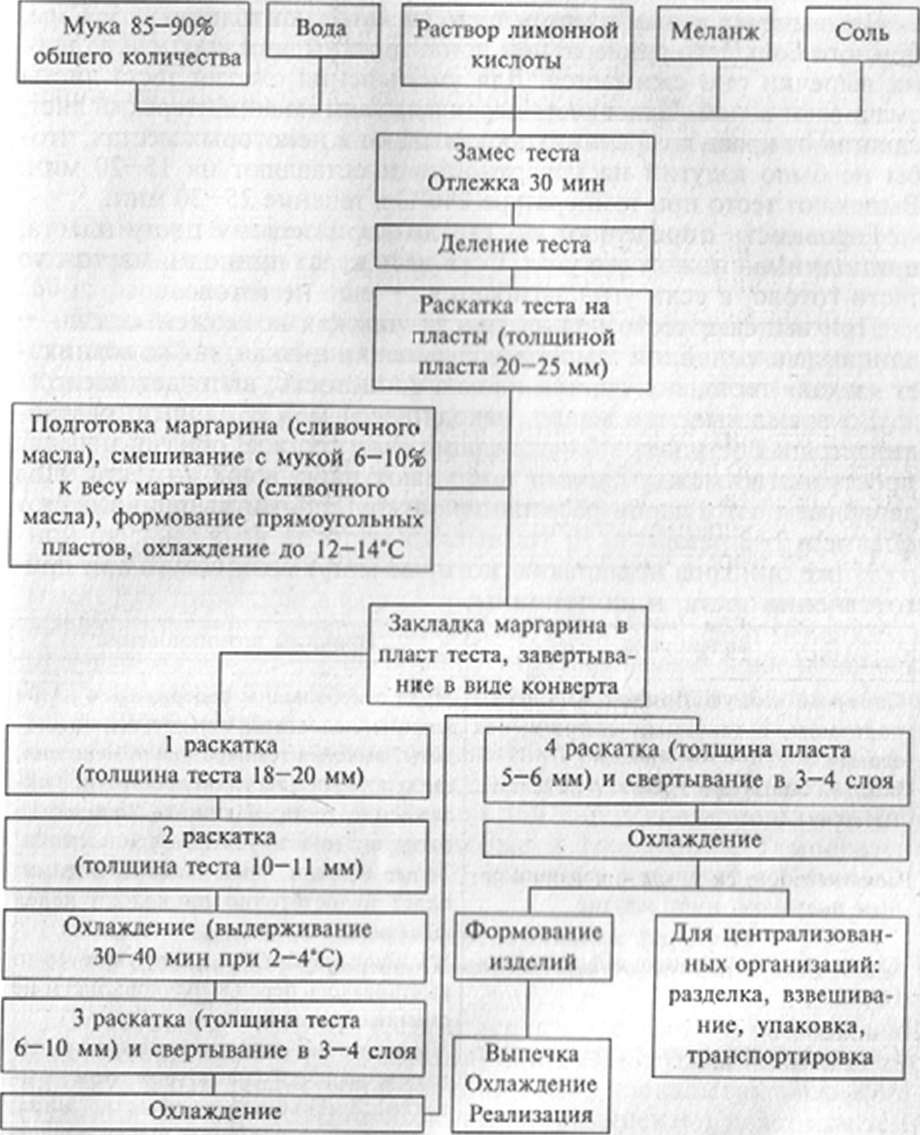 Мука 85–90%
общего количества
Вода
Раствор лимонной
кислоты
Меланж
Соль
Замес теста
Отлежка 30 мин
Деление теста
Раскатка теста на
пласты (толщиной
пласта 20–25 мм)
Подготовка маргарина (сливочного
масла), смешивание с мукой 6–10%
к весу маргарина (сливочного
масла), формование прямоугольных
пластов, охлаждение до 12–14°С
Закладка маргарина в
пласт теста, завертыва-
ние в виде конверта
1 раскатка
(толщина теста 18–20 мм)
2 раскатка
(толщина теста 10–11 мм)
Охлаждение (выдерживание
30–40 мин при 2–4°С)
3 раскатка (толщина теста
6–10 мм) и свертывание в 3–4 слоя
Охлаждение
4 раскатка (толщина пласта
5–6 мм) и свертывание в 3–4 слоя
Охлаждение
Формование
изделий
Выпечка
Охлаждение
Реализация
Для централизован-
ных организаций:
разделка, взвешива-
ние, упаковка,
транспортировка